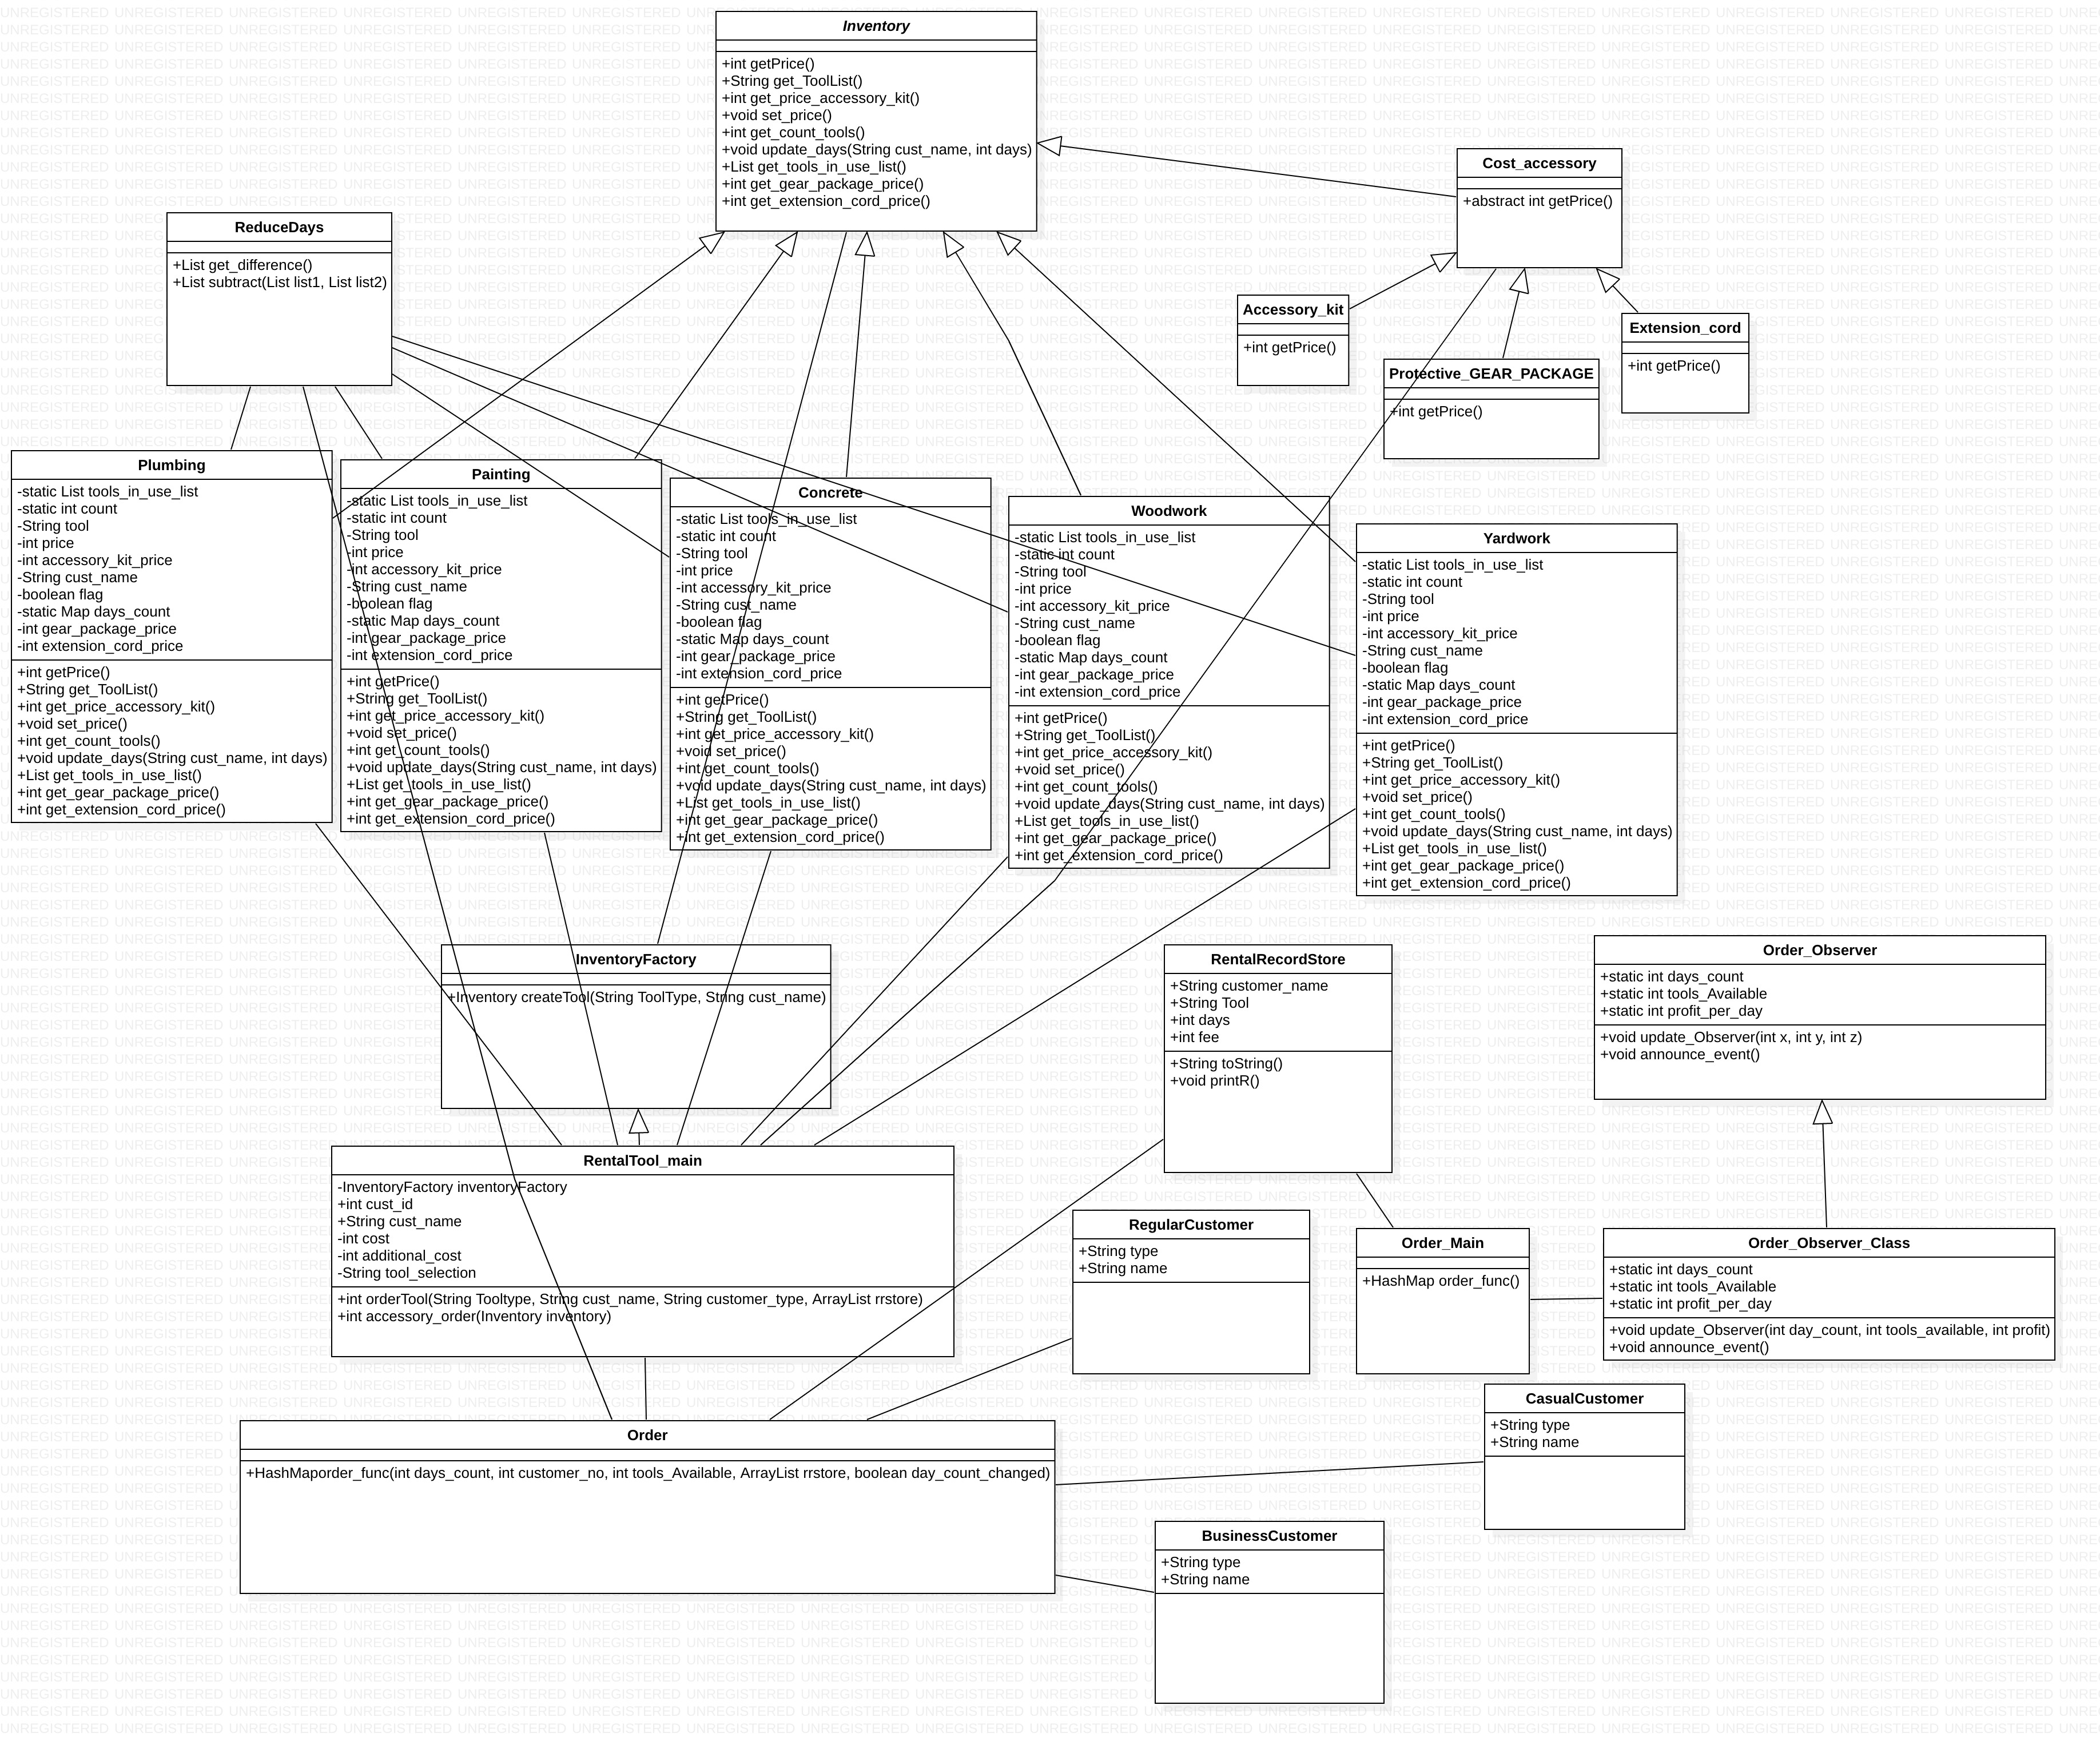 Inventory
+int getPrice()
+String get_ToolList()
+int get_price_accessory_kit()
+void set_price()
+int get_count_tools()
+void update_days(String cust_name, int days)
+List get_tools_in_use_list()
+int get_gear_package_price()
+int get_extension_cord_price()
Cost_accessory
+abstract int getPrice()
ReduceDays
+List get_difference()
+List subtract(List list1, List list2)
Accessory_kit
+int getPrice()
Protective_GEAR_PACKAGE
+int getPrice()
Extension_cord
+int getPrice()
Plumbing
-static List tools_in_use_list
-static int count
-String tool
-int price
-int accessory_kit_price
-String cust_name
-boolean flag
-static Map days_count
-int gear_package_price
-int extension_cord_price
+int getPrice()
+String get_ToolList()
+int get_price_accessory_kit()
+void set_price()
+int get_count_tools()
+void update_days(String cust_name, int days)
+List get_tools_in_use_list()
+int get_gear_package_price()
+int get_extension_cord_price()
Painting
-static List tools_in_use_list
-static int count
-String tool
-int price
-int accessory_kit_price
-String cust_name
-boolean flag
-static Map days_count
-int gear_package_price
-int extension_cord_price
+int getPrice()
+String get_ToolList()
+int get_price_accessory_kit()
+void set_price()
+int get_count_tools()
+void update_days(String cust_name, int days)
+List get_tools_in_use_list()
+int get_gear_package_price()
+int get_extension_cord_price()
Concrete
-static List tools_in_use_list
-static int count
-String tool
-int price
-int accessory_kit_price
-String cust_name
-boolean flag
-static Map days_count
-int gear_package_price
-int extension_cord_price
+int getPrice()
+String get_ToolList()
+int get_price_accessory_kit()
+void set_price()
+int get_count_tools()
+void update_days(String cust_name, int days)
+List get_tools_in_use_list()
+int get_gear_package_price()
+int get_extension_cord_price()
Woodwork
-static List tools_in_use_list
-static int count
-String tool
-int price
-int accessory_kit_price
-String cust_name
-boolean flag
-static Map days_count
-int gear_package_price
-int extension_cord_price
+int getPrice()
+String get_ToolList()
+int get_price_accessory_kit()
+void set_price()
+int get_count_tools()
+void update_days(String cust_name, int days)
+List get_tools_in_use_list()
+int get_gear_package_price()
+int get_extension_cord_price()
Yardwork
-static List tools_in_use_list
-static int count
-String tool
-int price
-int accessory_kit_price
-String cust_name
-boolean flag
-static Map days_count
-int gear_package_price
-int extension_cord_price
+int getPrice()
+String get_ToolList()
+int get_price_accessory_kit()
+void set_price()
+int get_count_tools()
+void update_days(String cust_name, int days)
+List get_tools_in_use_list()
+int get_gear_package_price()
+int get_extension_cord_price()
InventoryFactory
+Inventory createTool(String ToolType, String cust_name)
RentalRecordStore
+String customer_name
+String Tool
+int days
+int fee
+String toString()
+void printR()
Order_Observer
+static int days_count
+static int tools_Available
+static int profit_per_day
+void update_Observer(int x, int y, int z)
+void announce_event()
RentalTool_main
-InventoryFactory inventoryFactory
+int cust_id
+String cust_name
-int cost
-int additional_cost
-String tool_selection
+int orderTool(String Tooltype, String cust_name, String customer_type, ArrayList rrstore)
+int accessory_order(Inventory inventory)
RegularCustomer
+String type
+String name
Order_Main
+HashMap order_func()
Order_Observer_Class
+static int days_count
+static int tools_Available
+static int profit_per_day
+void update_Observer(int day_count, int tools_available, int profit)
+void announce_event()
CasualCustomer
+String type
+String name
Order
+HashMaporder_func(int days_count, int customer_no, int tools_Available, ArrayList rrstore, boolean day_count_changed)
BusinessCustomer
+String type
+String name
UNREGISTERED